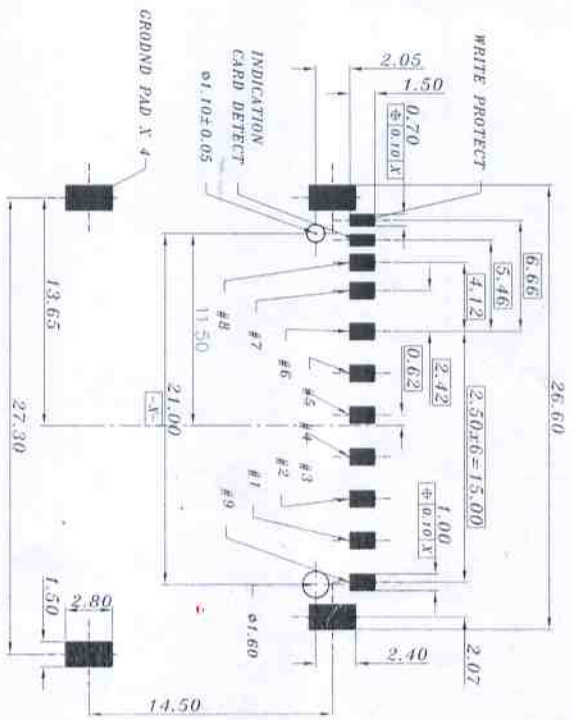 26.60
6.66
5.46
4.12
2.50x6=15.00
2.42
0.62
2.07
WRITE PROTECT
0.70
⌖ 0.10 X
1.00
⌖ 0.10 X
1.50
2.05
2.40
INDICATION
CARD DETECT
ø1.10±0.05
ø1.60
#8
#7
#6
#5
#4
#3
#2
#1
#9
11.50
21.00
-X-
GRODND PAD X 4
14.50
13.65
27.30
2.80
1.50